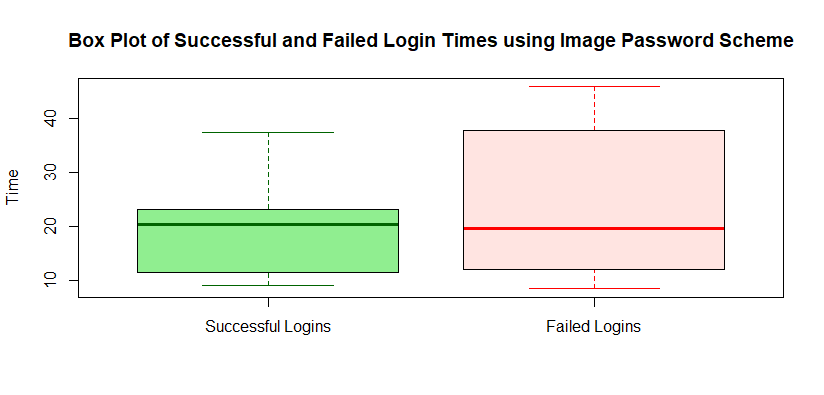 Box Plot of Successful and Failed Login Times using Image Password Scheme
Time
40
30
20
10
Successful Logins
Failed Logins